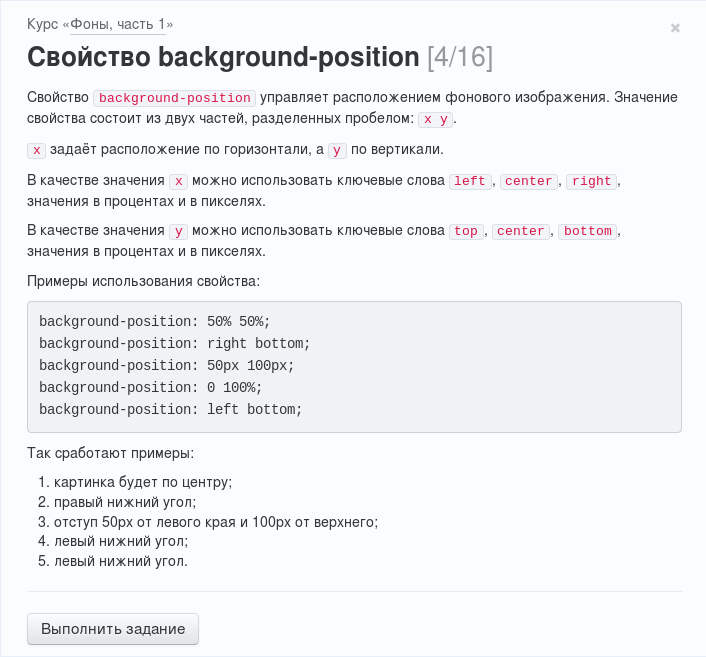 Курс «Фоны, часть 1»
×
Свойство background-position [4/16]
Свойство background-position управляет расположением фонового изображения. Значение
свойства состоит из двух частей, разделенных пробелом: x y.
x задаёт расположение по горизонтали, а y по вертикали.
В качестве значения x можно использовать ключевые слова left, center, right,
значения в процентах и в пикселях.
В качестве значения y можно использовать ключевые слова top, center, bottom,
значения в процентах и в пикселях.
Примеры использования свойства:
background-position: 50% 50%;
background-position: right bottom;
background-position: 50px 100px;
background-position: 0 100%;
background-position: left bottom;
Так сработают примеры:
1. картинка будет по центру;
2. правый нижний угол;
3. отступ 50px от левого края и 100px от верхнего;
4. левый нижний угол;
5. левый нижний угол.
Выполнить задание